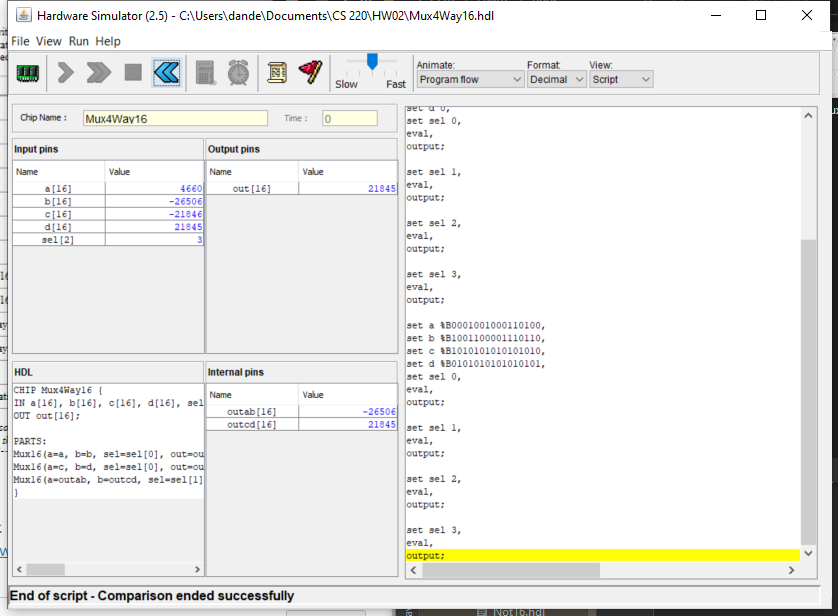 Hardware Simulator (2.5) - C:\Users\dande\Documents\CS 220\HW02\Mux4Way16.hdl
File View Run Help
Slow Fast
Animate: Format: View:
Program flow Decimal Script
Chip Name : Mux4Way16 Time : 0
Input pins
Name Value
a[16] 4660
b[16] -26506
c[16] -21846
d[16] 21845
sel[2] 3
Output pins
Name Value
out[16] 21845
HDL
CHIP Mux4Way16 {
IN a[16], b[16], c[16], d[16], sel
OUT out[16];
PARTS:
Mux16(a=a, b=b, sel=sel[0], out=ou
Mux16(a=c, b=d, sel=sel[0], out=ou
Mux16(a=outab, b=outcd, sel=sel[1]
}
Internal pins
Name Value
outab[16] -26506
outcd[16] 21845
set d 0,
set sel 0,
eval,
output;
set sel 1,
eval,
output;
set sel 2,
eval,
output;
set sel 3,
eval,
output;
set a %B0001001000110100,
set b %B1001100001110110,
set c %B1010101010101010,
set d %B0101010101010101,
set sel 0,
eval,
output;
set sel 1,
eval,
output;
set sel 2,
eval,
output;
set sel 3,
eval,
output;
End of script - Comparison ended successfully
Not16.hdl